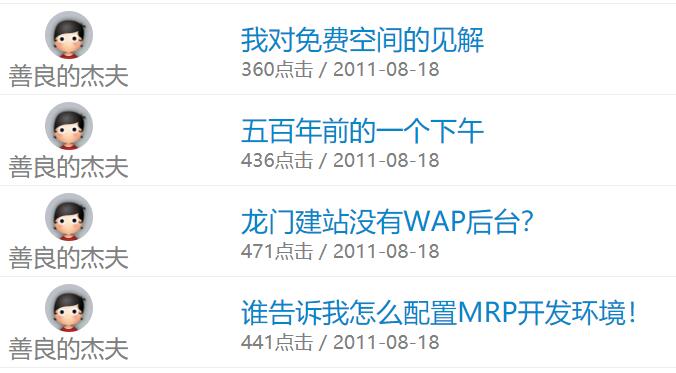 我对免费空间的见解
360点击 / 2011-08-18
善良的杰夫
五百年前的一个下午
436点击 / 2011-08-18
善良的杰夫
龙门建站没有WAP后台?
471点击 / 2011-08-18
善良的杰夫
谁告诉我怎么配置MRP开发环境!
441点击 / 2011-08-18
善良的杰夫